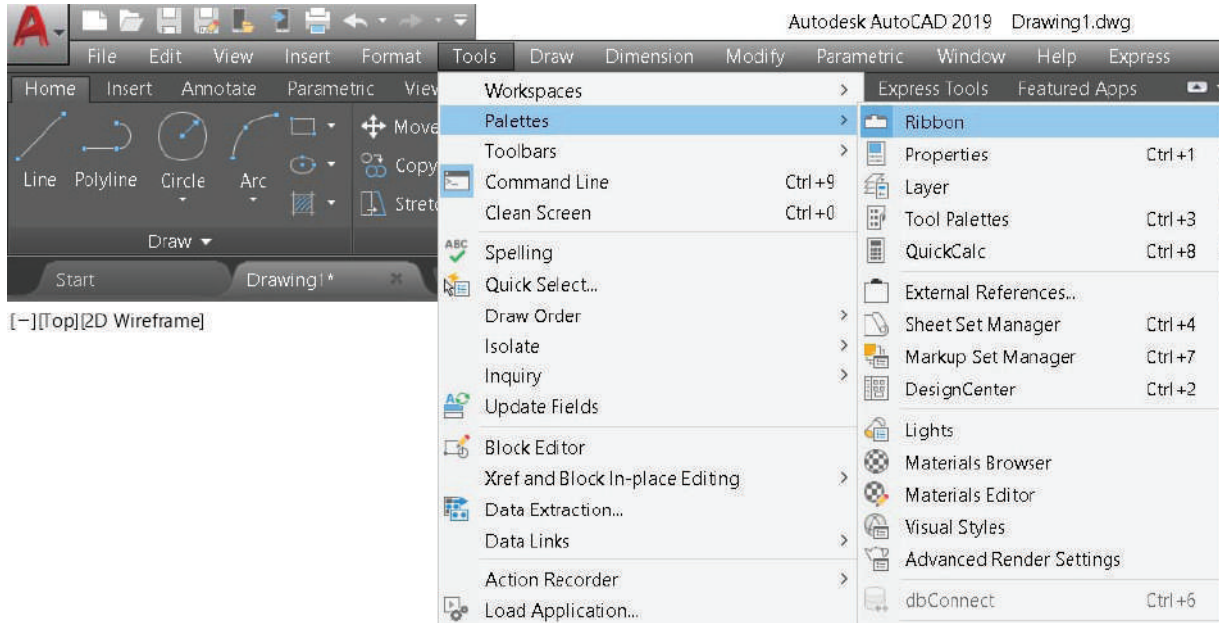 Autodesk AutoCAD 2019 Drawing1.dwg
File Edit View Insert Format Tools Draw Dimension Modify Parametric Window Help Express
Home Insert Annotate Parametric View Express Tools Featured Apps
Line Polyline Circle Arc
Move
Copy
Draw
Start Drawing1*
[−][Top][2D Wireframe]
Workspaces
Palettes
Toolbars
Command Line Ctrl+9
Clean Screen Ctrl+0
ABC
Spelling
Quick Select...
Draw Order
Isolate
Inquiry
Update Fields
Block Editor
Xref and Block In-place Editing
Data Extraction...
Data Links
Action Recorder
Load Application...
Ribbon
Properties Ctrl+1
Layer
Tool Palettes Ctrl+3
QuickCalc Ctrl+8
External References...
Sheet Set Manager Ctrl+4
Markup Set Manager Ctrl+7
DesignCenter Ctrl+2
Lights
Materials Browser
Materials Editor
Visual Styles
Advanced Render Settings
dbConnect Ctrl+6